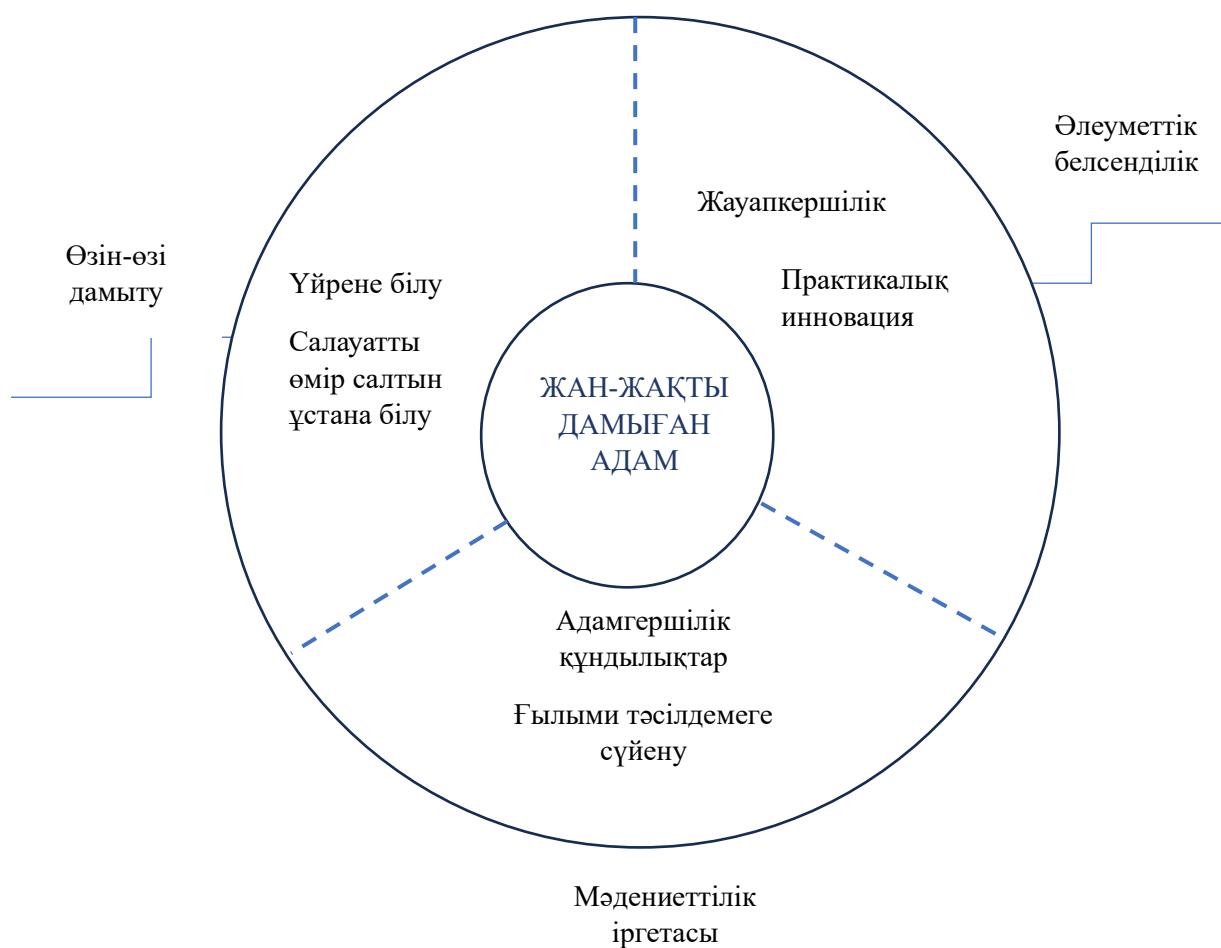 Әлеуметтік
белсенділік
Жауапкершілік
Өзін-өзі
дамыту
Үйрене білу
Практикалық
инновация
Салауатты
өмір салтын
ұстана білу
ЖАН-ЖАҚТЫ
ДАМЫҒАН
АДАМ
Адамгершілік
құндылықтар
Ғылыми тәсілдемеге
сүйену
Мәдениеттілік
іргетасы